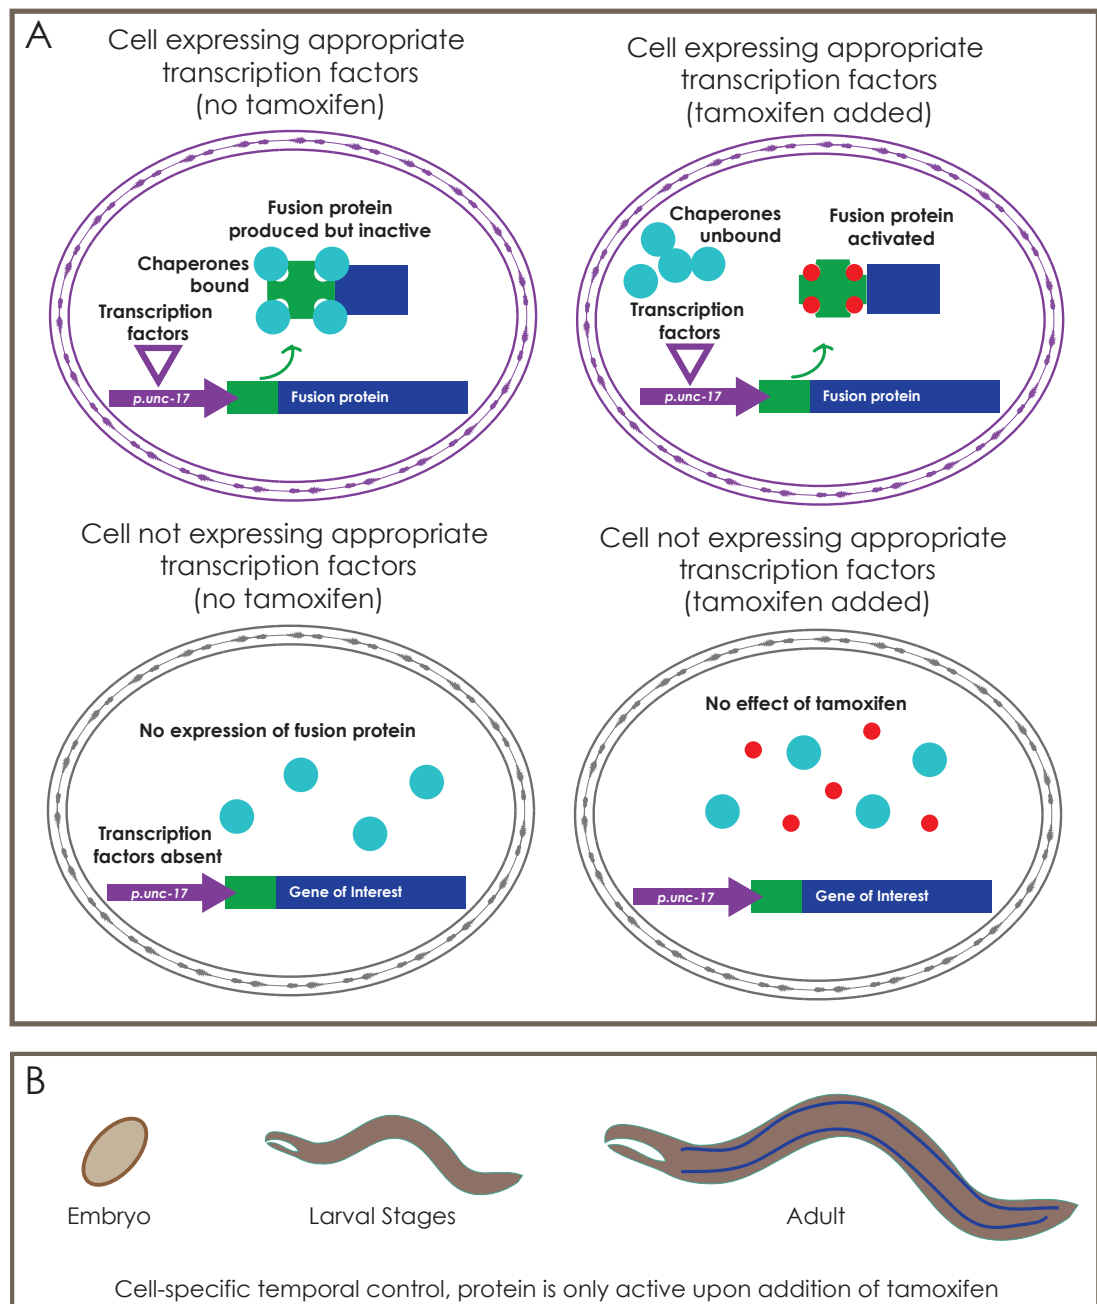 A
Cell expressing appropriate
transcription factors
(no tamoxifen)
Fusion protein
produced but inactive
Chaperones
bound
Transcription
factors
p.unc-17
Fusion protein
Cell expressing appropriate
transcription factors
(tamoxifen added)
Chaperones
unbound
Fusion protein
activated
Transcription
factors
p.unc-17
Fusion protein
Cell not expressing appropriate
transcription factors
(no tamoxifen)
No expression of fusion protein
Transcription
factors absent
p.unc-17
Gene of Interest
Cell not expressing appropriate
transcription factors
(tamoxifen added)
No effect of tamoxifen
p.unc-17
Gene of Interest
B
Embryo
Larval Stages
Adult
Cell-specific temporal control, protein is only active upon addition of tamoxifen